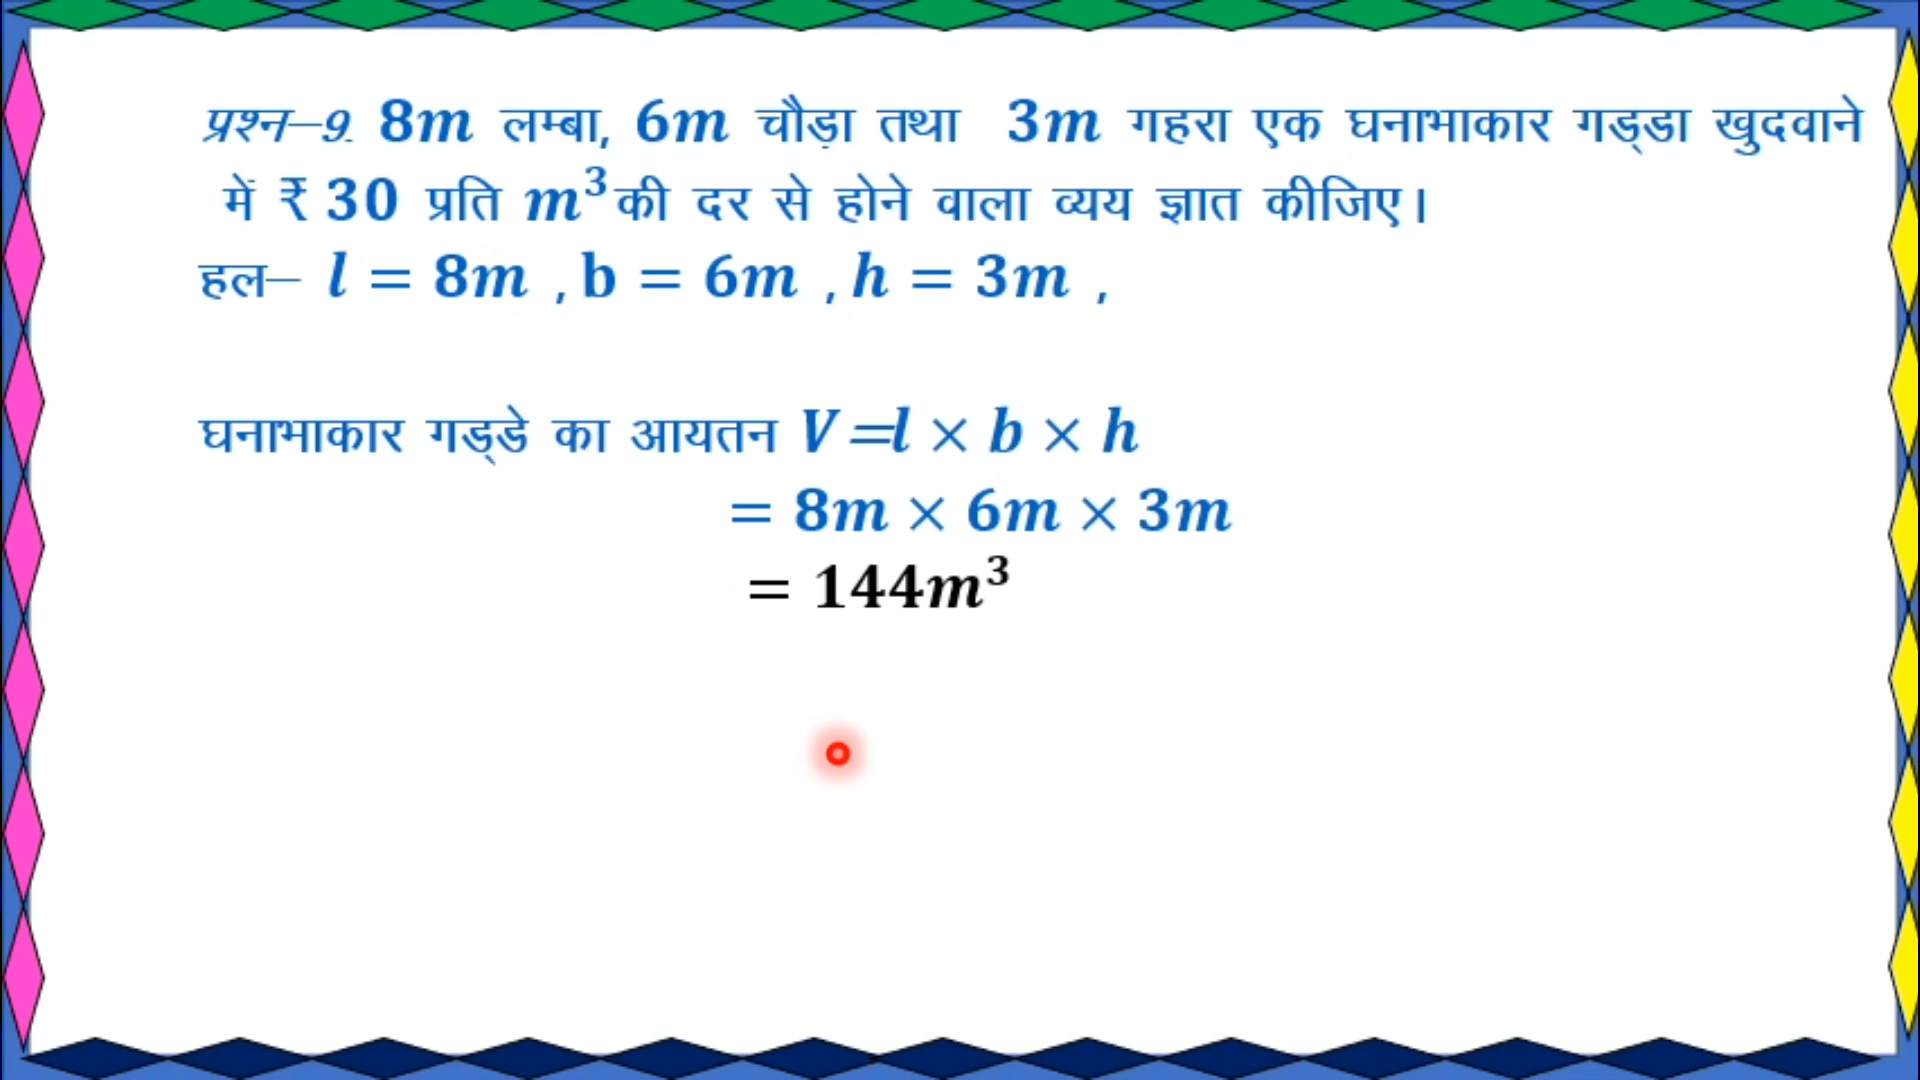 प्रश्न–9. 8m लम्बा, 6m चौड़ा तथा 3m गहरा एक घनाभाकार गड्डा खुदवाने
में ₹ 30 प्रति m³ की दर से होने वाला व्यय ज्ञात कीजिए।
हल– l = 8m , b = 6m , h = 3m ,
घनाभाकार गड्डे का आयतन V = l × b × h
= 8m × 6m × 3m
= 144m³